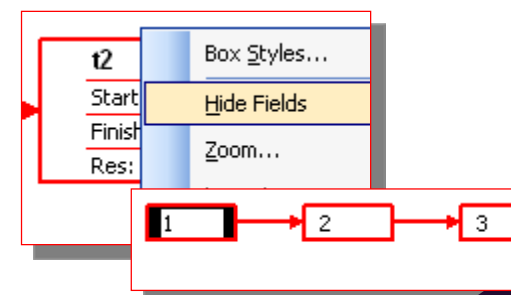 t2
Start
Finish
Res:
Box Styles...
Hide Fields
Zoom...
1 2 3